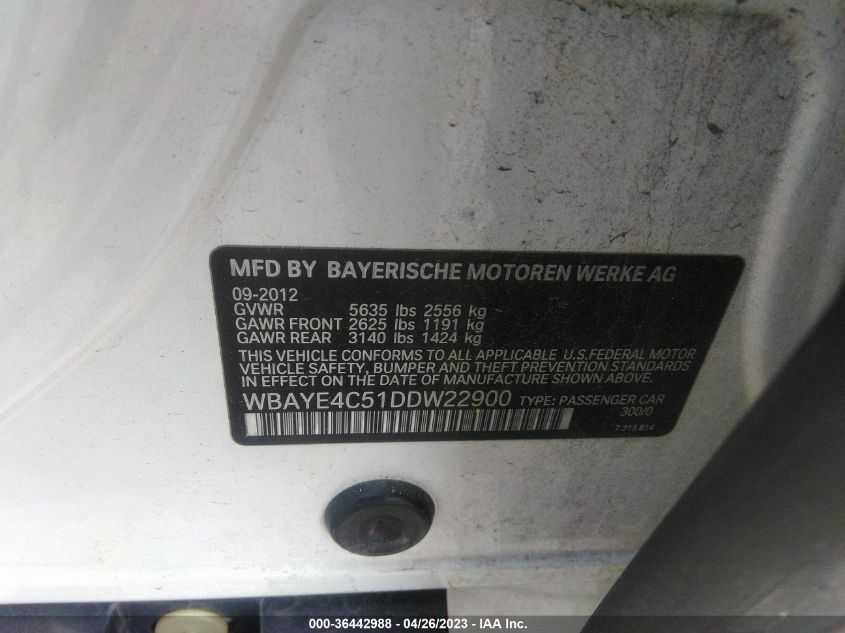 MFD BY BAYERISCHE MOTOREN WERKE AG
09-2012
GVWR 5635 lbs 2556 kg
GAWR FRONT 2625 lbs 1191 kg
GAWR REAR 3140 lbs 1424 kg
THIS VEHICLE CONFORMS TO ALL APPLICABLE U.S.FEDERAL MOTOR
VEHICLE SAFETY, BUMPER AND THEFT PREVENTION STANDARDS
IN EFFECT ON THE DATE OF MANUFACTURE SHOWN ABOVE.
WBAYE4C51DDW22900 TYPE: PASSENGER CAR
300/0
7 315 814
000-36442988 - 04/26/2023 - IAA Inc.